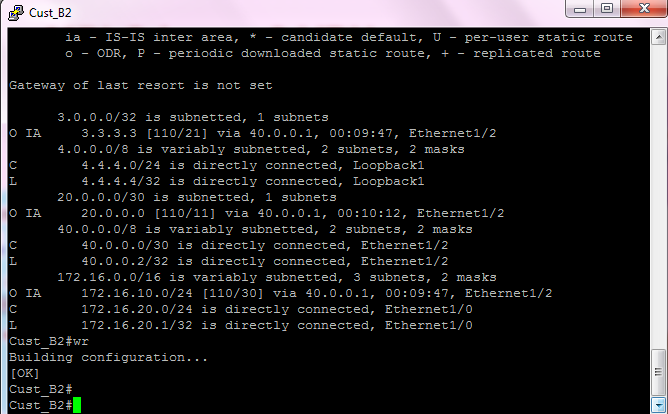 Cust_B2
ia - IS-IS inter area, * - candidate default, U - per-user static route
o - ODR, P - periodic downloaded static route, + - replicated route
Gateway of last resort is not set
3.0.0.0/32 is subnetted, 1 subnets
O IA 3.3.3.3 [110/21] via 40.0.0.1, 00:09:47, Ethernet1/2
4.0.0.0/8 is variably subnetted, 2 subnets, 2 masks
C 4.4.4.0/24 is directly connected, Loopback1
L 4.4.4.4/32 is directly connected, Loopback1
20.0.0.0/30 is subnetted, 1 subnets
O IA 20.0.0.0 [110/11] via 40.0.0.1, 00:10:12, Ethernet1/2
40.0.0.0/8 is variably subnetted, 2 subnets, 2 masks
C 40.0.0.0/30 is directly connected, Ethernet1/2
L 40.0.0.2/32 is directly connected, Ethernet1/2
172.16.0.0/16 is variably subnetted, 3 subnets, 2 masks
O IA 172.16.10.0/24 [110/30] via 40.0.0.1, 00:09:47, Ethernet1/2
C 172.16.20.0/24 is directly connected, Ethernet1/0
L 172.16.20.1/32 is directly connected, Ethernet1/0
Cust_B2#wr
Building configuration...
[OK]
Cust_B2#
Cust_B2#